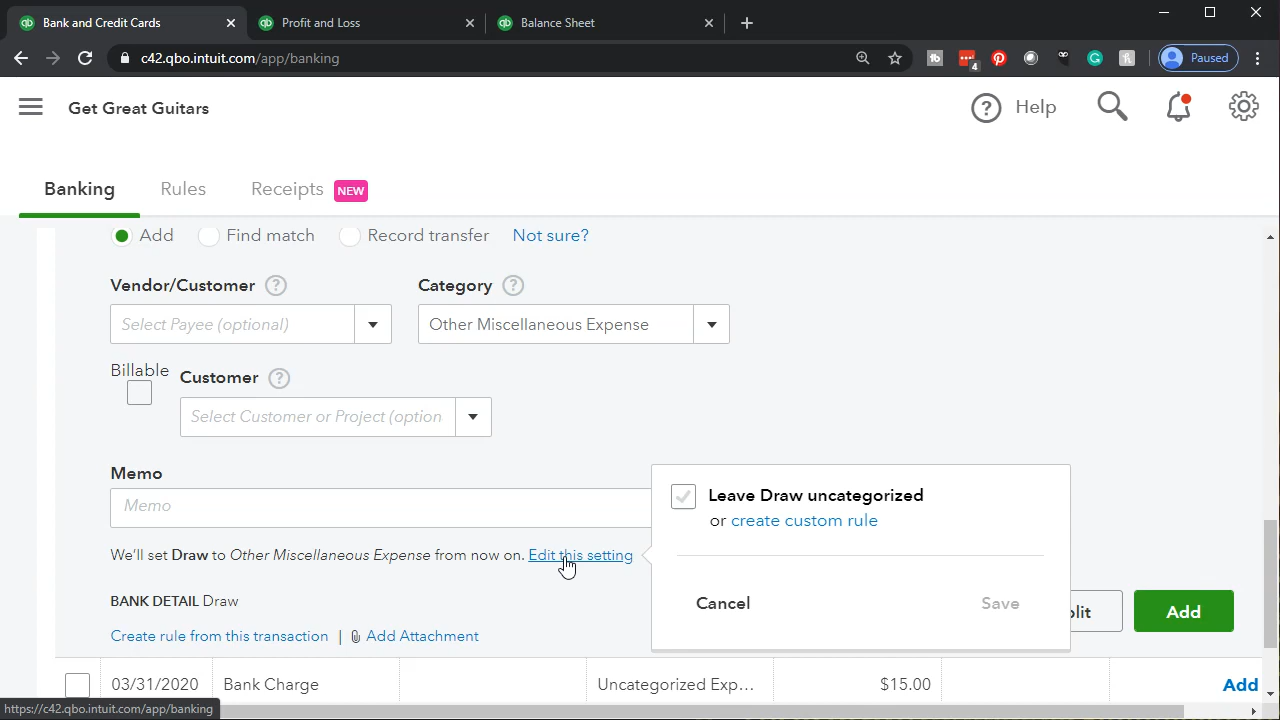 Bank and Credit Cards
Profit and Loss
Balance Sheet
c42.qbo.intuit.com/app/banking
4
Paused
Get Great Guitars
Help
Banking
Rules
Receipts NEW
Add
Find match
Record transfer
Not sure?
Vendor/Customer
Category
Select Payee (optional)
Other Miscellaneous Expense
Billable
Customer
Select Customer or Project (option
Memo
Memo
Leave Draw uncategorized
or create custom rule
We'll set Draw to Other Miscellaneous Expense from now on. Edit this setting
Cancel
Save
BANK DETAIL Draw
plit
Add
Create rule from this transaction | Add Attachment
03/31/2020 Bank Charge Uncategorized Exp... $15.00 Add
https://c42.qbo.intuit.com/app/banking